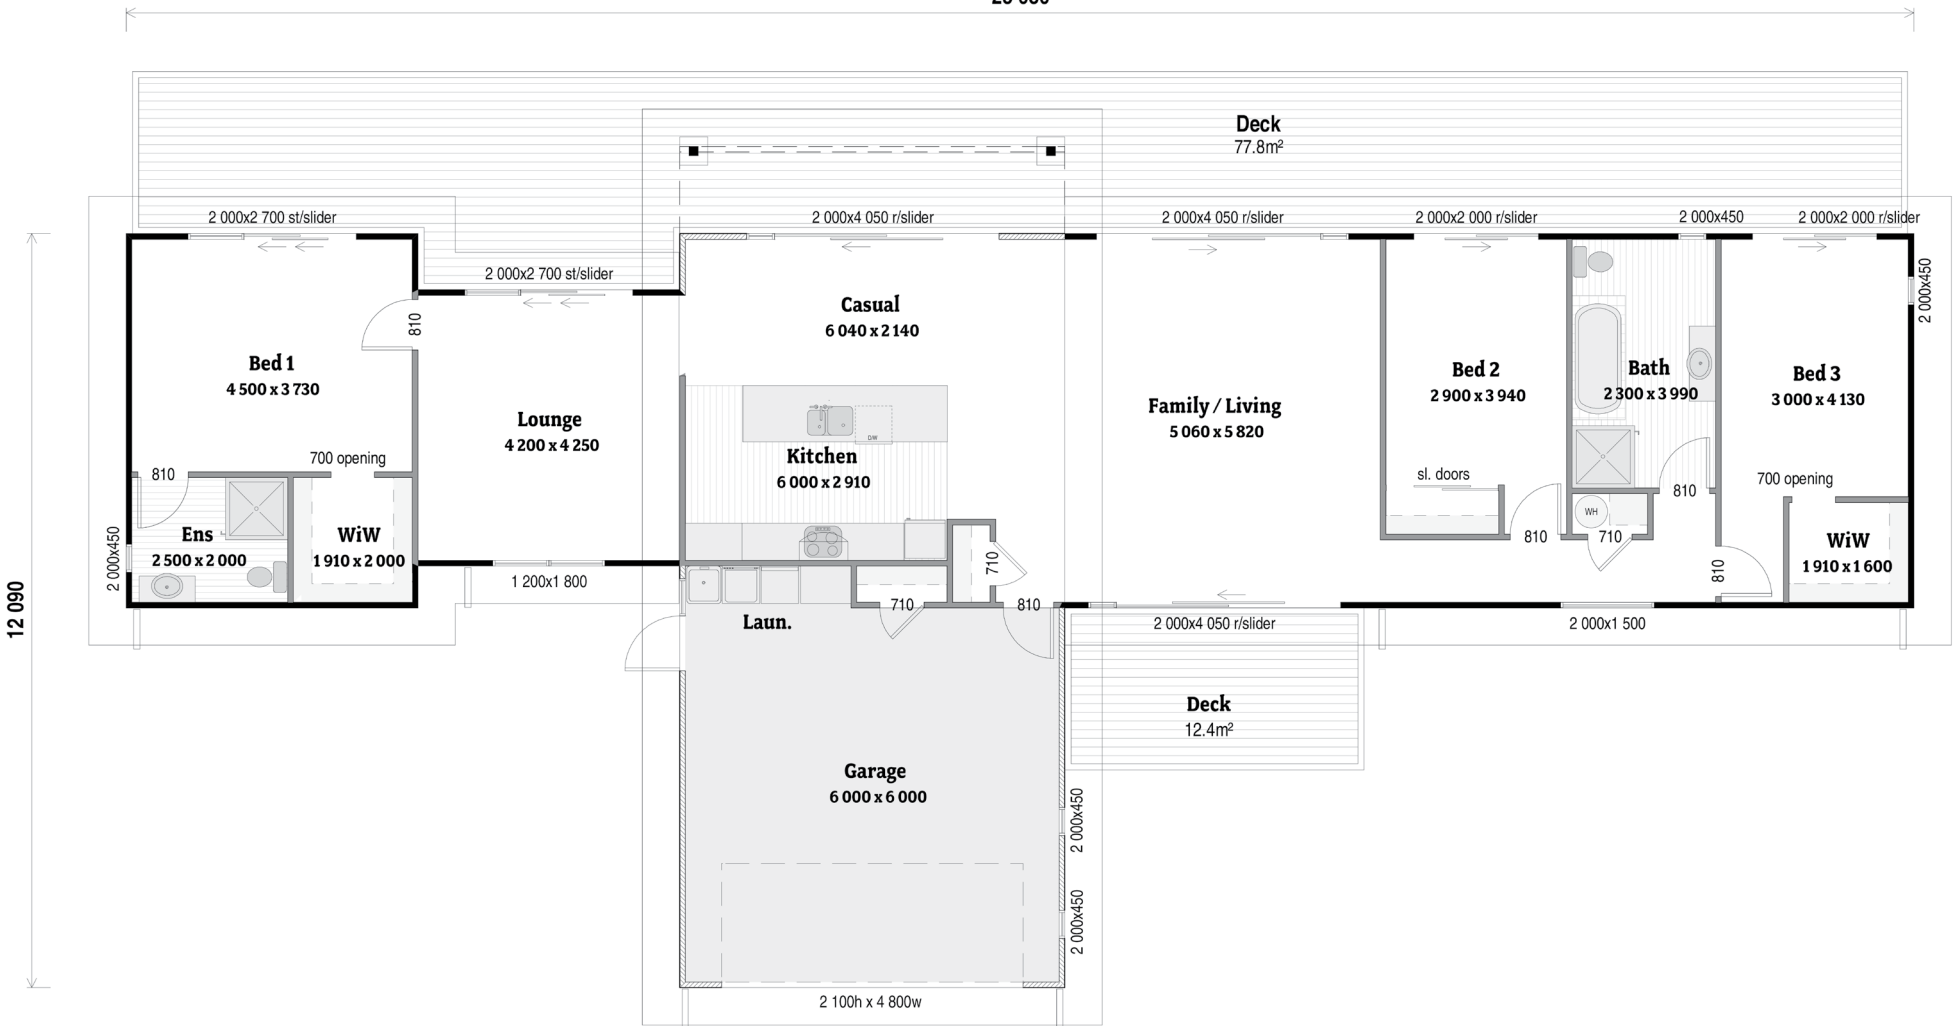 Deck
77.8m²
2 000x2 700 st/slider
2 000x4 050 r/slider
2 000x4 050 r/slider
2 000x2 000 r/slider
2 000x450
2 000x2 000 r/slider
2 000x2 700 st/slider
2 000x450
810
Casual
6 040 x 2 140
Bed 1
4 500 x 3 730
Lounge
4 200 x 4 250
Family / Living
5 060 x 5 820
Bed 2
2 900 x 3 940
Bath
2 300 x 3 990
Bed 3
3 000 x 4 130
D/W
Kitchen
6 000 x 2 910
700 opening
810
sl. doors
700 opening
810
WH
Ens
2 500 x 2 000
WiW
1 910 x 2 000
2 000x450
810
710
WiW
1 910 x 1 600
710
810
1 200x1 800
710
810
Laun.
2 000x4 050 r/slider
2 000x1 500
12 090
Deck
12.4m²
Garage
6 000 x 6 000
2 000x450
2 000x450
2 100h x 4 800w